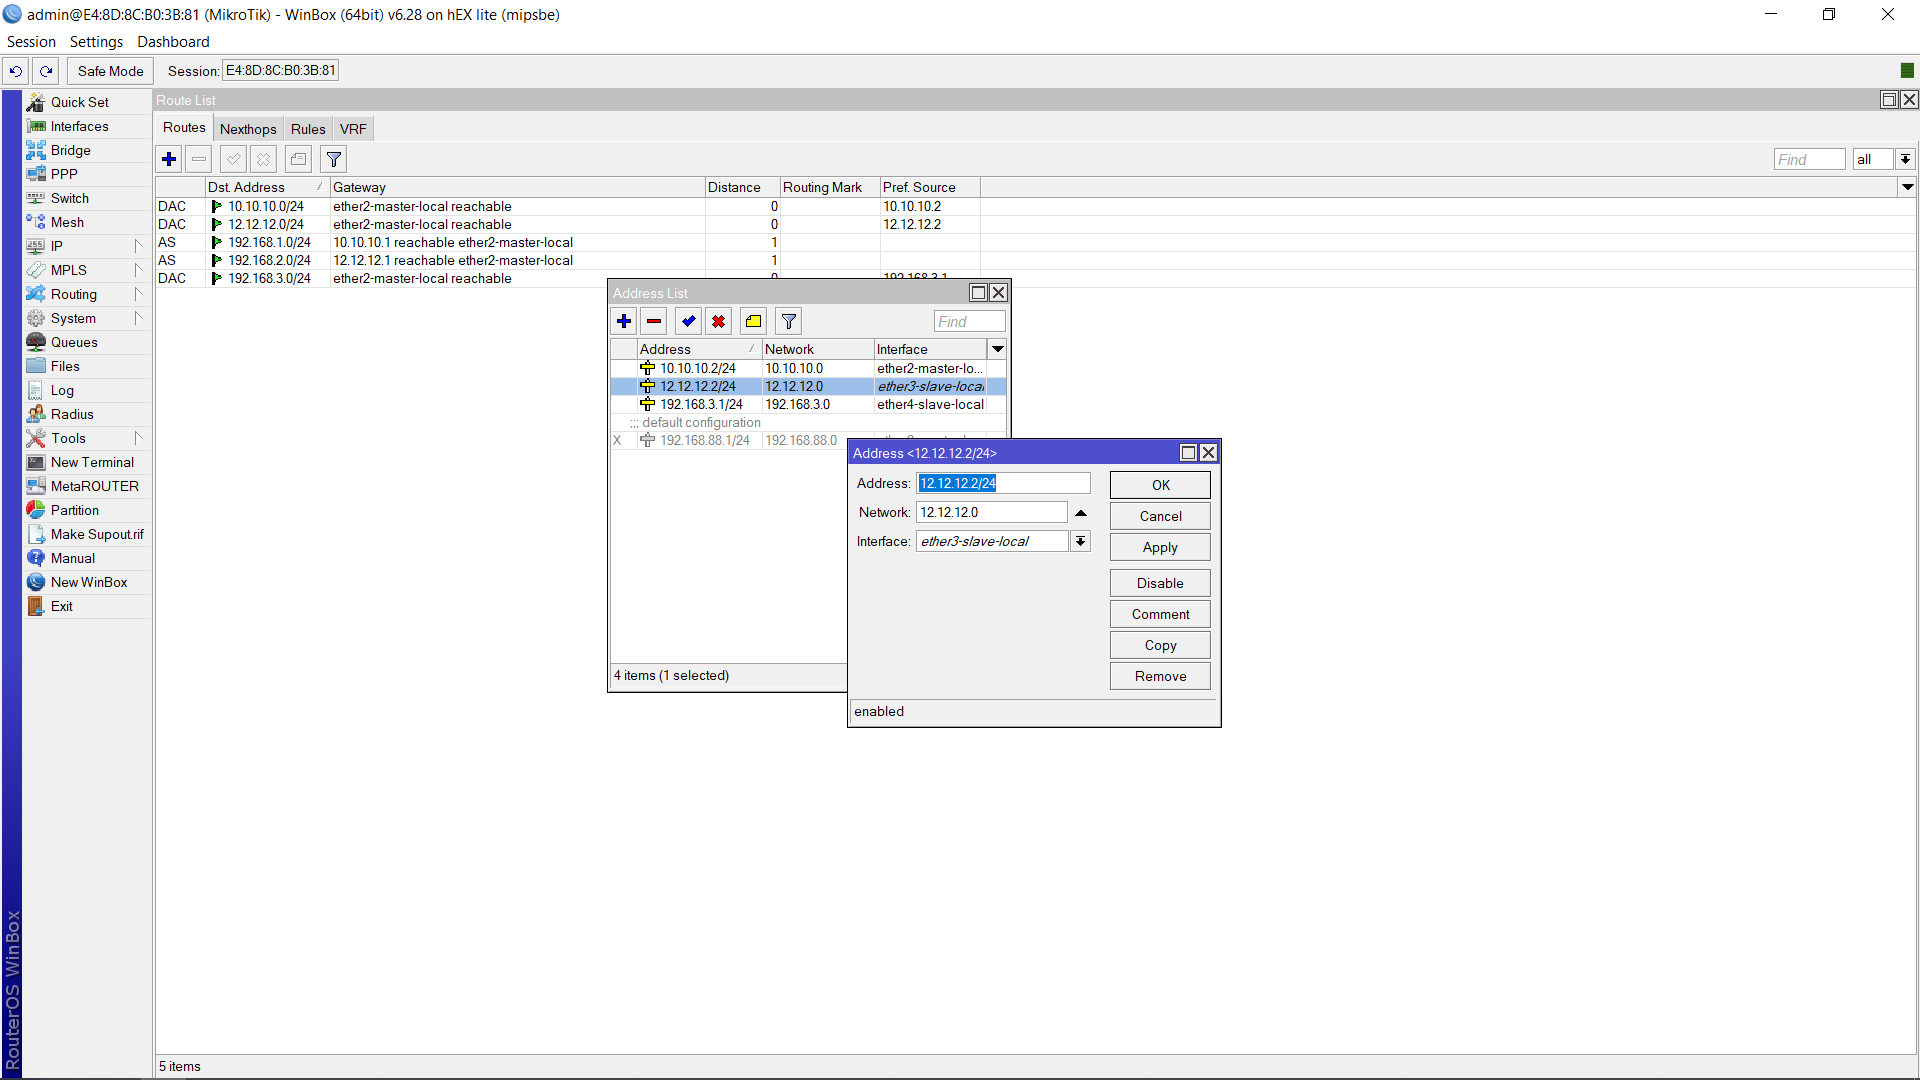 admin@E4:8D:8C:B0:3B:81 (MikroTik) - WinBox (64bit) v6.28 on hEX lite (mipsbe)
Session Settings Dashboard
Safe Mode Session: E4:8D:8C:B0:3B:81
Quick Set
Interfaces
Bridge
PPP
Switch
Mesh
IP
MPLS
Routing
System
Queues
Files
Log
Radius
Tools
New Terminal
MetaROUTER
Partition
Make Supout.rif
Manual
New WinBox
Exit
RouterOS WinBox
Route List
Routes Nexthops Rules VRF
Find all
Dst. Address Gateway Distance Routing Mark Pref. Source
DAC 10.10.10.0/24 ether2-master-local reachable 0 10.10.10.2
DAC 12.12.12.0/24 ether2-master-local reachable 0 12.12.12.2
AS 192.168.1.0/24 10.10.10.1 reachable ether2-master-local 1
AS 192.168.2.0/24 12.12.12.1 reachable ether2-master-local 1
DAC 192.168.3.0/24 ether2-master-local reachable 0 192.168.3.1
5 items
Address List
Find
Address Network Interface
10.10.10.2/24 10.10.10.0 ether2-master-lo...
12.12.12.2/24 12.12.12.0 ether3-slave-local
192.168.3.1/24 192.168.3.0 ether4-slave-local
::: default configuration
X 192.168.88.1/24 192.168.88.0
4 items (1 selected)
Address <12.12.12.2/24>
Address: 12.12.12.2/24
Network: 12.12.12.0
Interface: ether3-slave-local
OK
Cancel
Apply
Disable
Comment
Copy
Remove
enabled